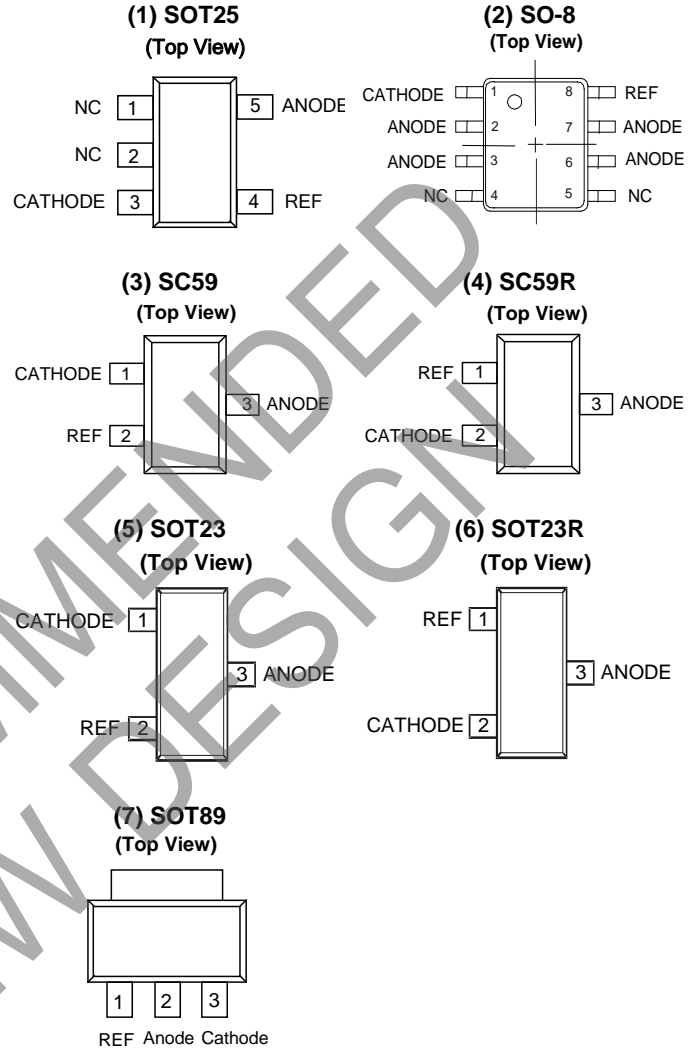 (1) SOT25
(Top View)
NC 1
5 ANODE
NC 2
CATHODE 3
4 REF
(2) SO-8
(Top View)
CATHODE 1
8 REF
ANODE 2
7 ANODE
ANODE 3
6 ANODE
NC 4
5 NC
(3) SC59
(Top View)
CATHODE 1
3 ANODE
REF 2
(4) SC59R
(Top View)
REF 1
3 ANODE
CATHODE 2
(5) SOT23
(Top View)
CATHODE 1
3 ANODE
REF 2
(6) SOT23R
(Top View)
REF 1
3 ANODE
CATHODE 2
(7) SOT89
(Top View)
1 2 3
REF Anode Cathode
MMENDED
W DESIGN